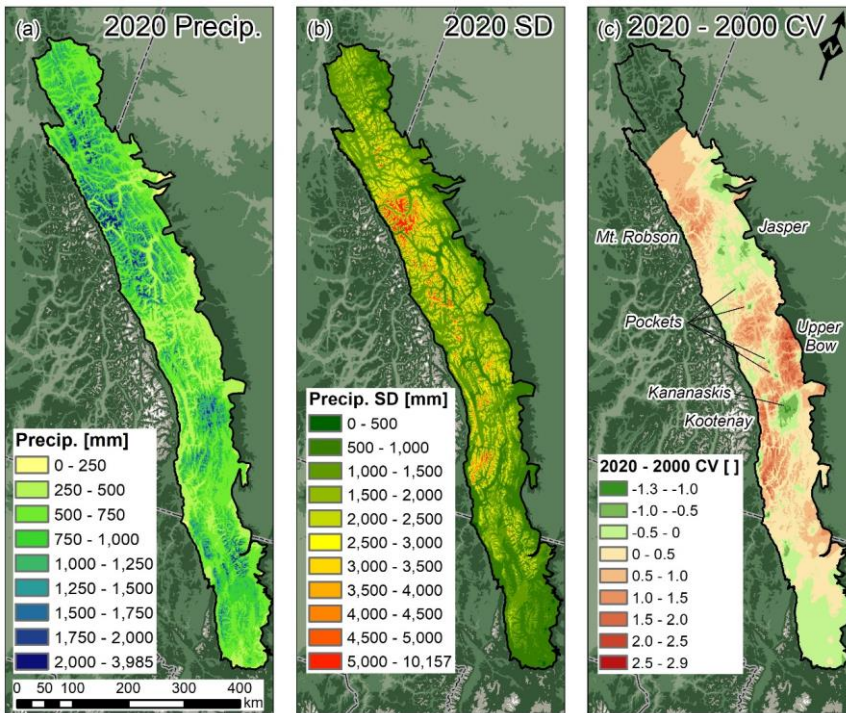 (a) 2020 Precip.
Precip. [mm]
0 - 250
250 - 500
500 - 750
750 - 1,000
1,000 - 1,250
1,250 - 1,500
1,500 - 1,750
1,750 - 2,000
2,000 - 3,985
0 50 100 200 300 400
km
(b) 2020 SD
Precip. SD [mm]
0 - 500
500 - 1,000
1,000 - 1,500
1,500 - 2,000
2,000 - 2,500
2,500 - 3,000
3,000 - 3,500
3,500 - 4,000
4,000 - 4,500
4,500 - 5,000
5,000 - 10,157
(c) 2020 - 2000 CV
N
Mt. Robson
Jasper
Pockets
Upper
Bow
Kananaskis
Kootenay
2020 - 2000 CV [ ]
-1.3 - -1.0
-1.0 - -0.5
-0.5 - 0
0 - 0.5
0.5 - 1.0
1.0 - 1.5
1.5 - 2.0
2.0 - 2.5
2.5 - 2.9